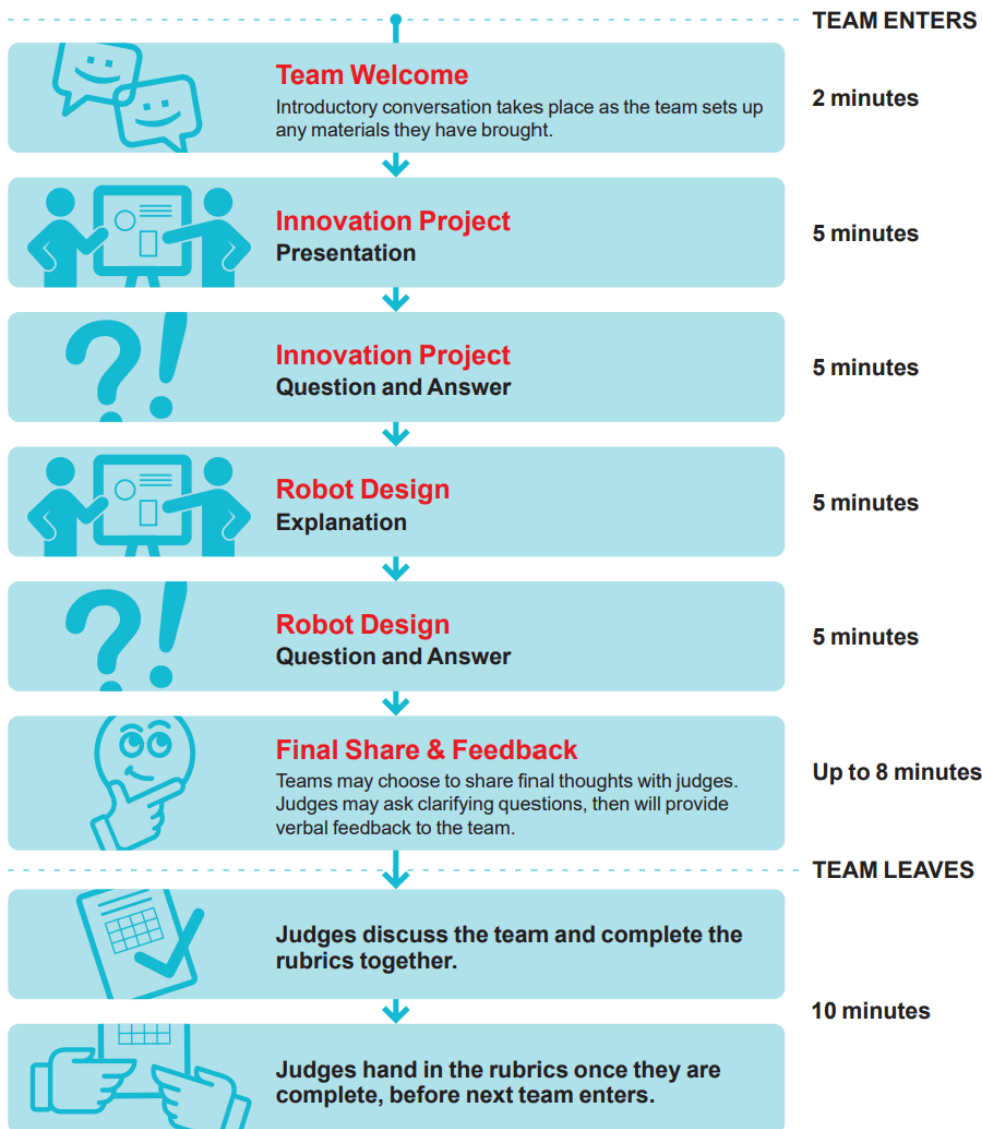 TEAM ENTERS
Team Welcome
Introductory conversation takes place as the team sets up
any materials they have brought.
2 minutes
Innovation Project
Presentation
5 minutes
Innovation Project
Question and Answer
5 minutes
Robot Design
Explanation
5 minutes
Robot Design
Question and Answer
5 minutes
Final Share & Feedback
Teams may choose to share final thoughts with judges.
Judges may ask clarifying questions, then will provide
verbal feedback to the team.
Up to 8 minutes
TEAM LEAVES
Judges discuss the team and complete the
rubrics together.
10 minutes
Judges hand in the rubrics once they are
complete, before next team enters.